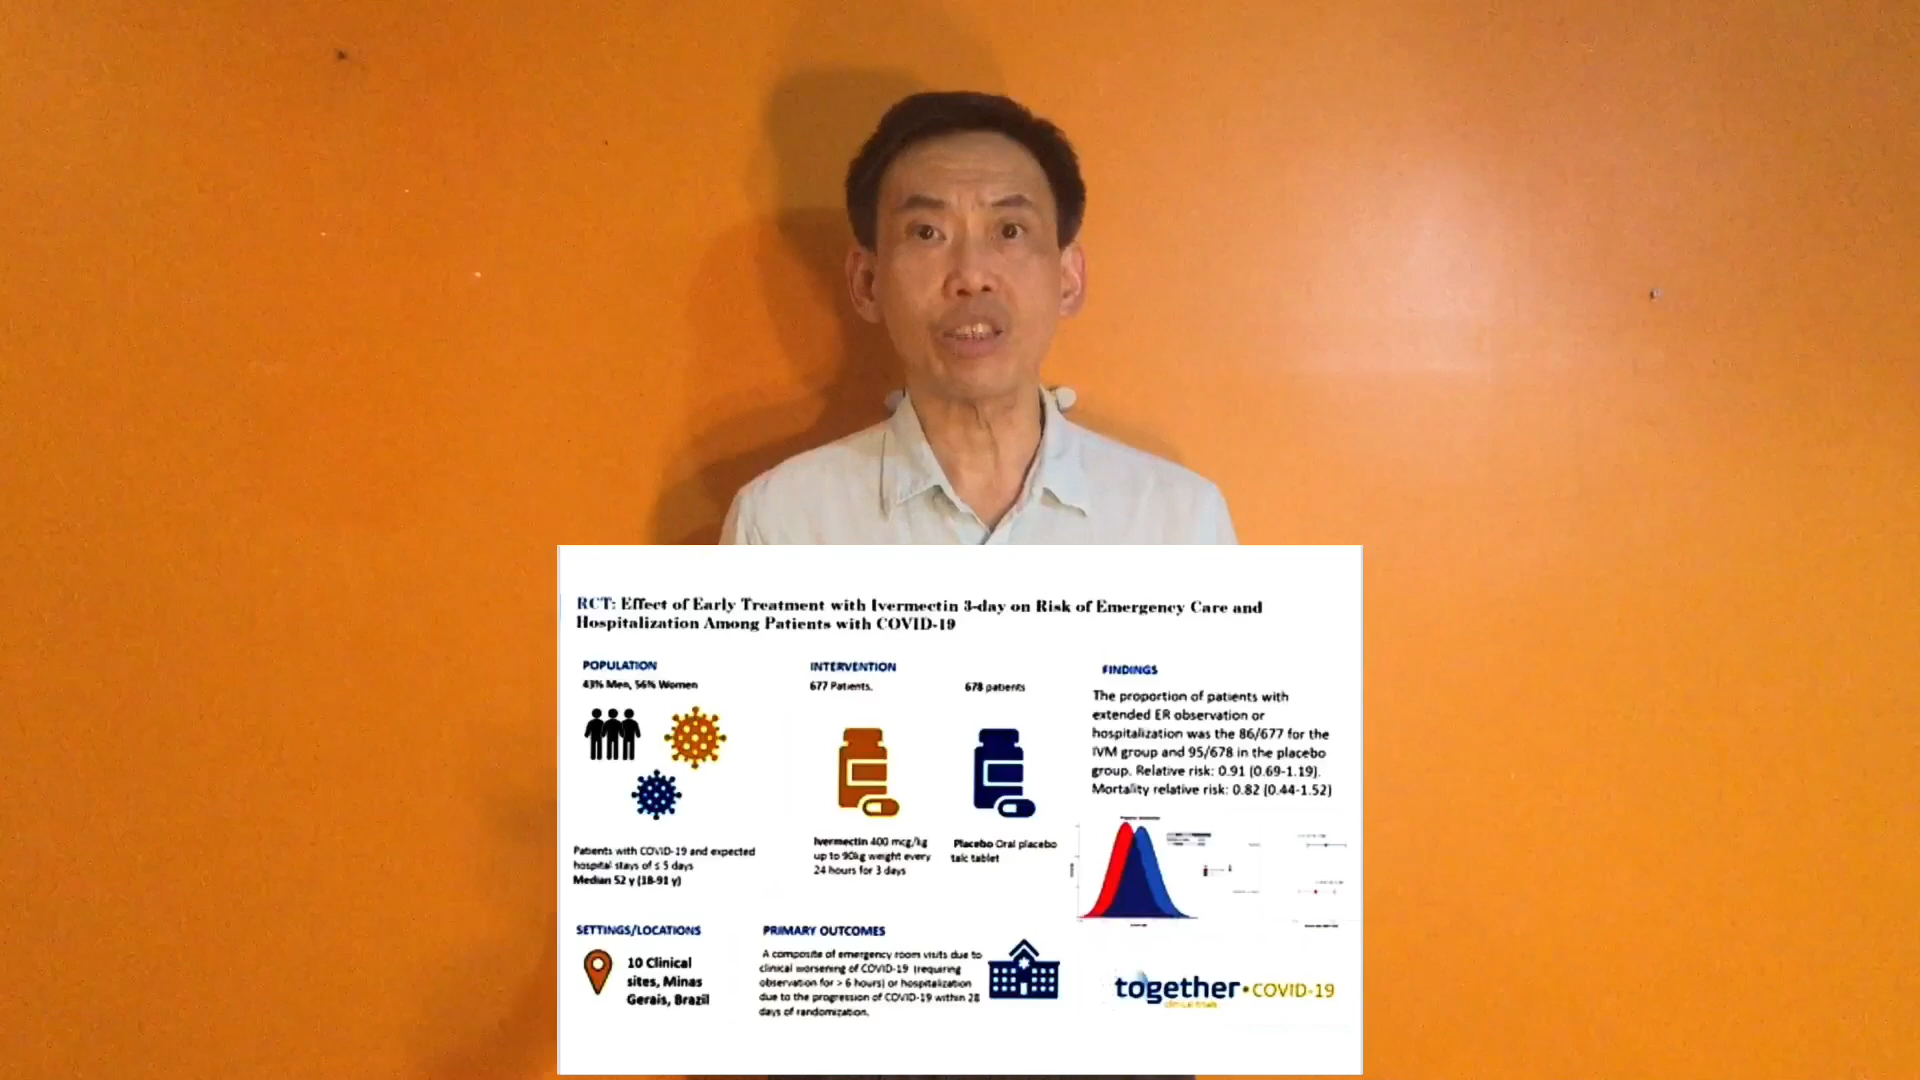 RCT: Effect of Early Treatment with Ivermectin 3-day on Risk of Emergency Care and
Hospitalization Among Patients with COVID-19
POPULATION
43% Men, 56% Women
Patients with COVID-19 and expected
hospital stays of ≤ 5 days
Median 52 y (18-91 y)
INTERVENTION
677 Patients.
678 patients
Ivermectin 400 mcg/kg
up to 90kg weight every
24 hours for 3 days
Placebo Oral placebo
talc tablet
FINDINGS
The proportion of patients with
extended ER observation or
hospitalization was the 86/677 for the
IVM group and 95/678 in the placebo
group. Relative risk: 0.91 (0.69-1.19).
Mortality relative risk: 0.82 (0.44-1.52)
SETTINGS/LOCATIONS
10 Clinical
sites, Minas
Gerais, Brazil
PRIMARY OUTCOMES
A composite of emergency room visits due to
clinical worsening of COVID-19 (requiring
observation for > 6 hours) or hospitalization
due to the progression of COVID-19 within 28
days of randomization.
together•COVID-19